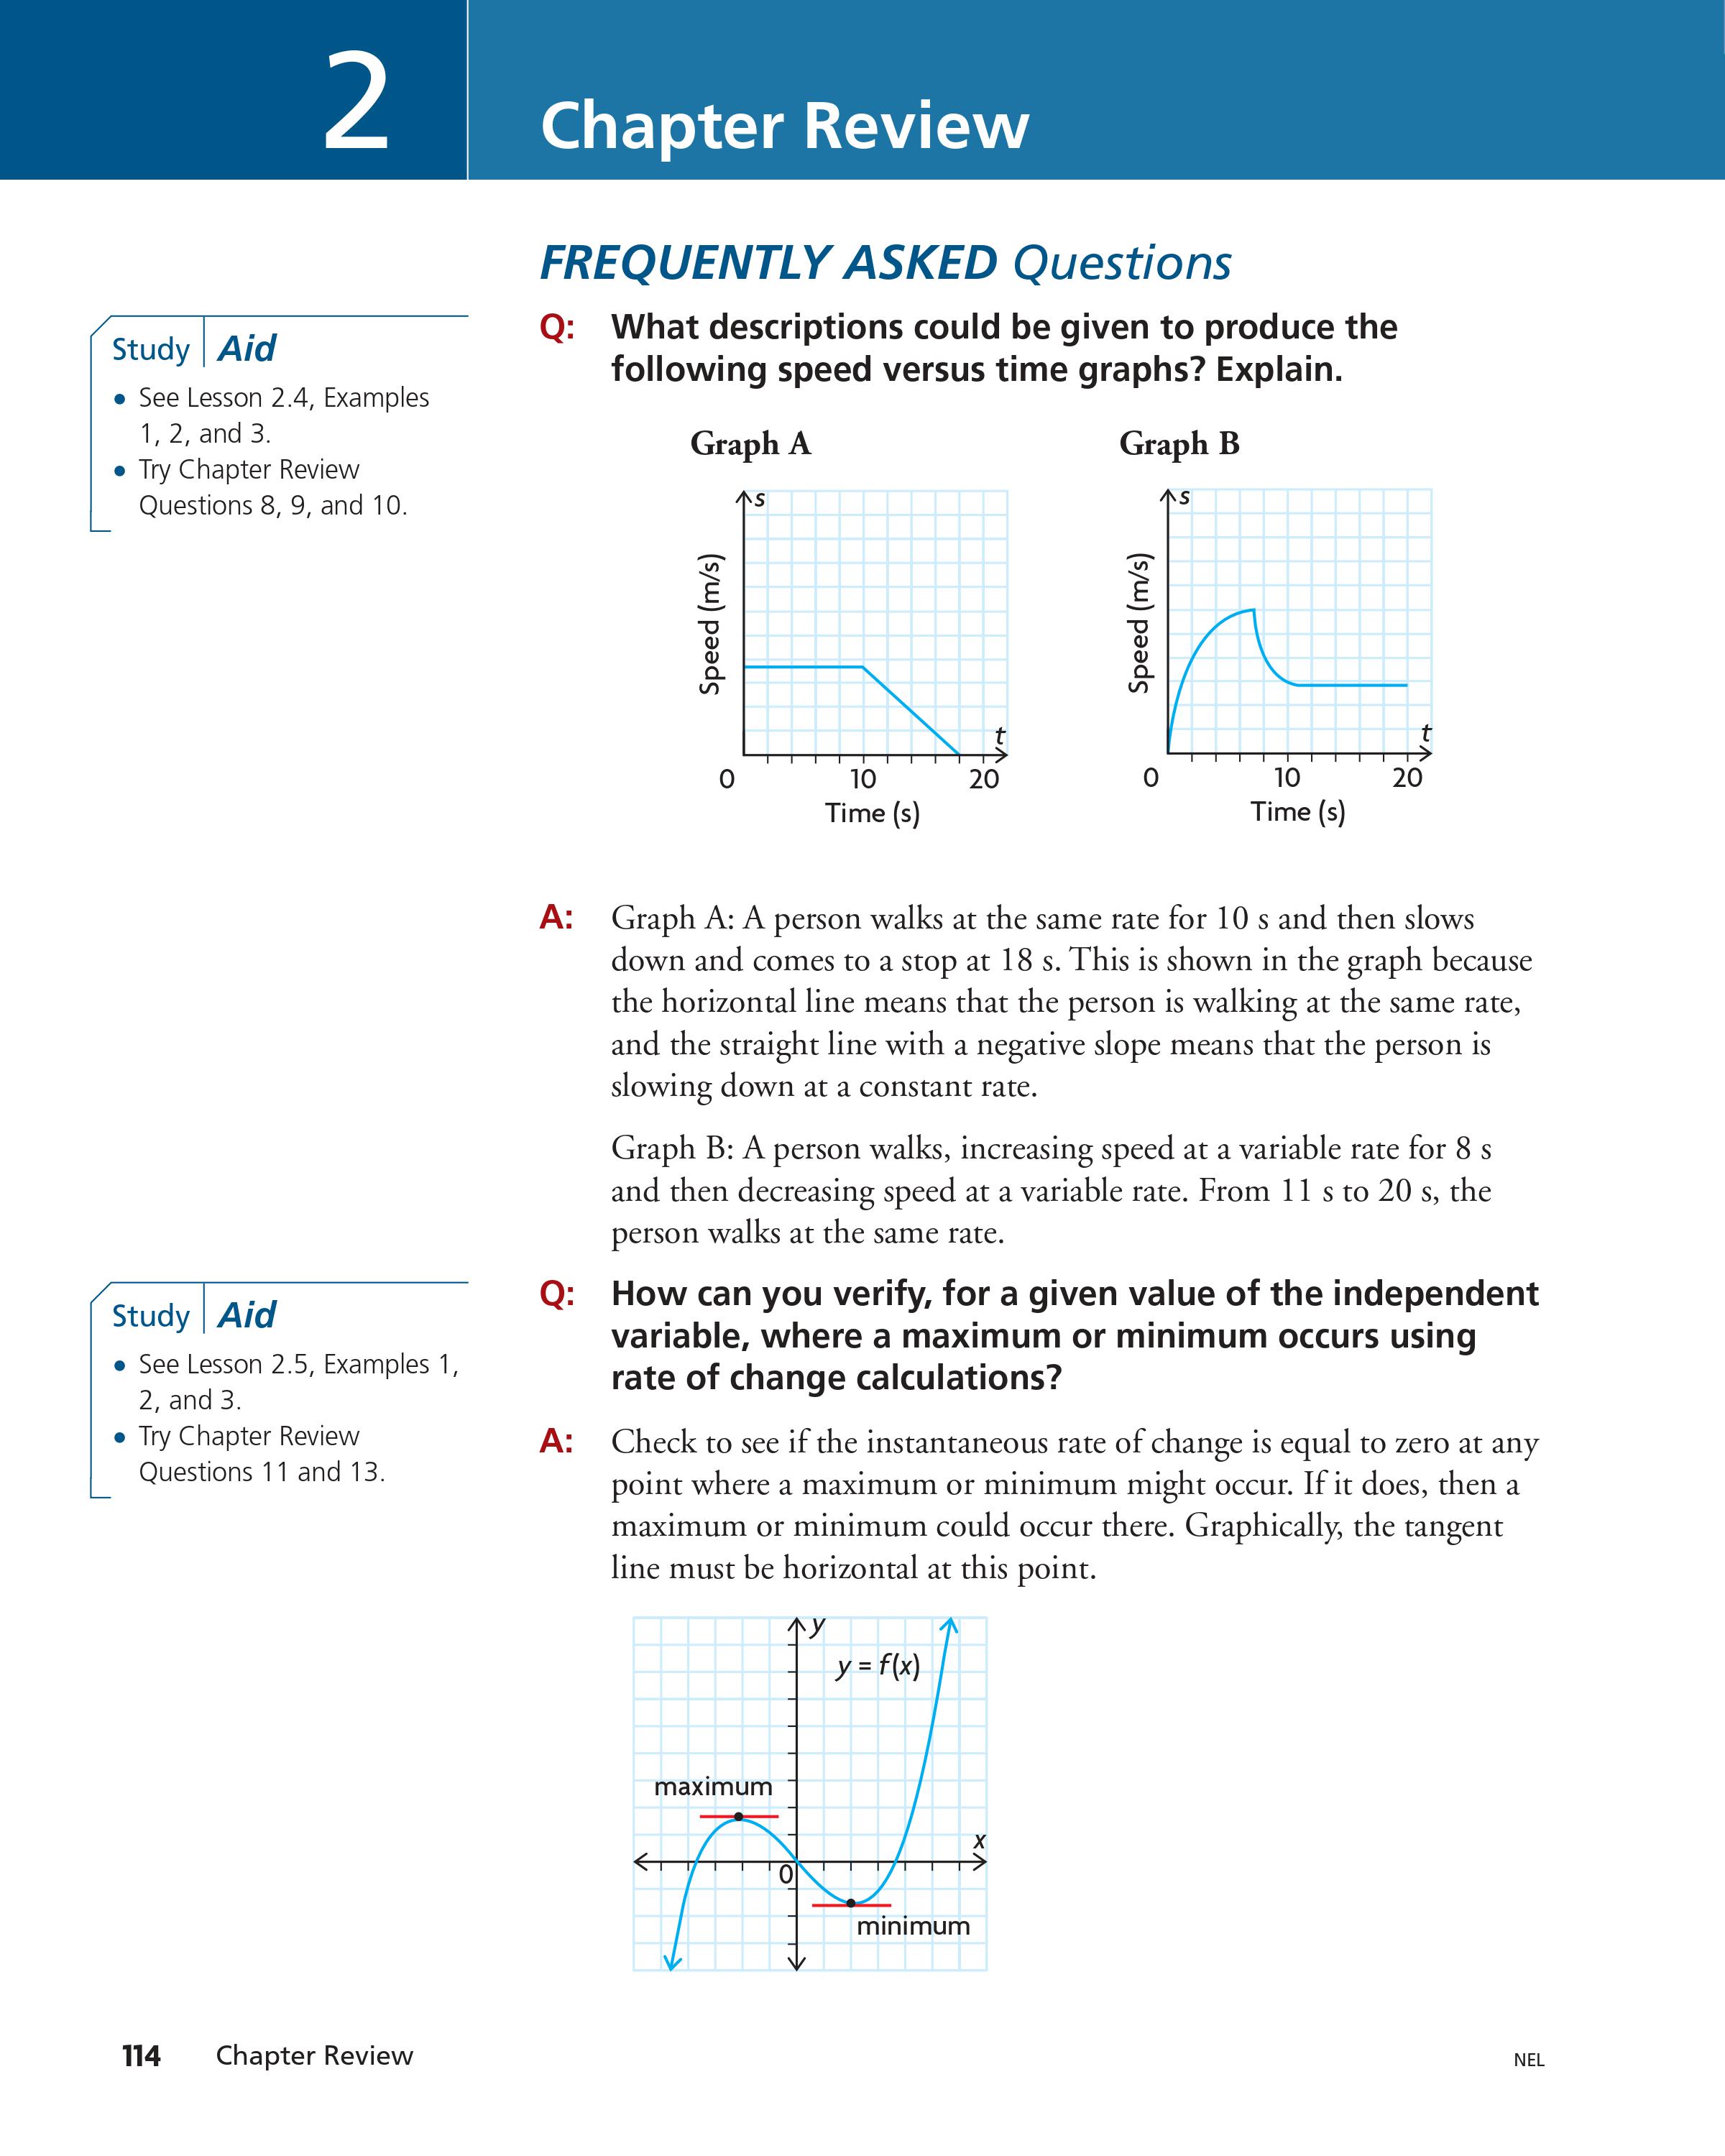 2
Chapter Review
FREQUENTLY ASKED Questions
Study Aid
• See Lesson 2.4, Examples
1, 2, and 3.
• Try Chapter Review
Questions 8, 9, and 10.
Q: What descriptions could be given to produce the
following speed versus time graphs? Explain.
Graph A
s
Speed (m/s)
t
0 10 20
Time (s)
Graph B
s
Speed (m/s)
t
0 10 20
Time (s)
A: Graph A: A person walks at the same rate for 10 s and then slows
down and comes to a stop at 18 s. This is shown in the graph because
the horizontal line means that the person is walking at the same rate,
and the straight line with a negative slope means that the person is
slowing down at a constant rate.
Graph B: A person walks, increasing speed at a variable rate for 8 s
and then decreasing speed at a variable rate. From 11 s to 20 s, the
person walks at the same rate.
Study Aid
• See Lesson 2.5, Examples 1,
2, and 3.
• Try Chapter Review
Questions 11 and 13.
Q: How can you verify, for a given value of the independent
variable, where a maximum or minimum occurs using
rate of change calculations?
A: Check to see if the instantaneous rate of change is equal to zero at any
point where a maximum or minimum might occur. If it does, then a
maximum or minimum could occur there. Graphically, the tangent
line must be horizontal at this point.
y
y = f(x)
maximum
x
0
minimum
114 Chapter Review
NEL